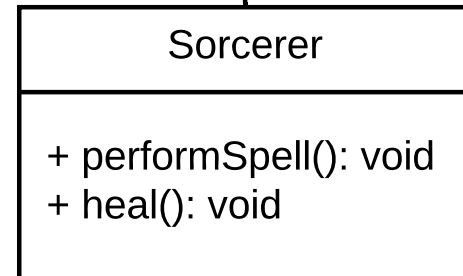 Sorcerer
+ performSpell(): void
+ heal(): void